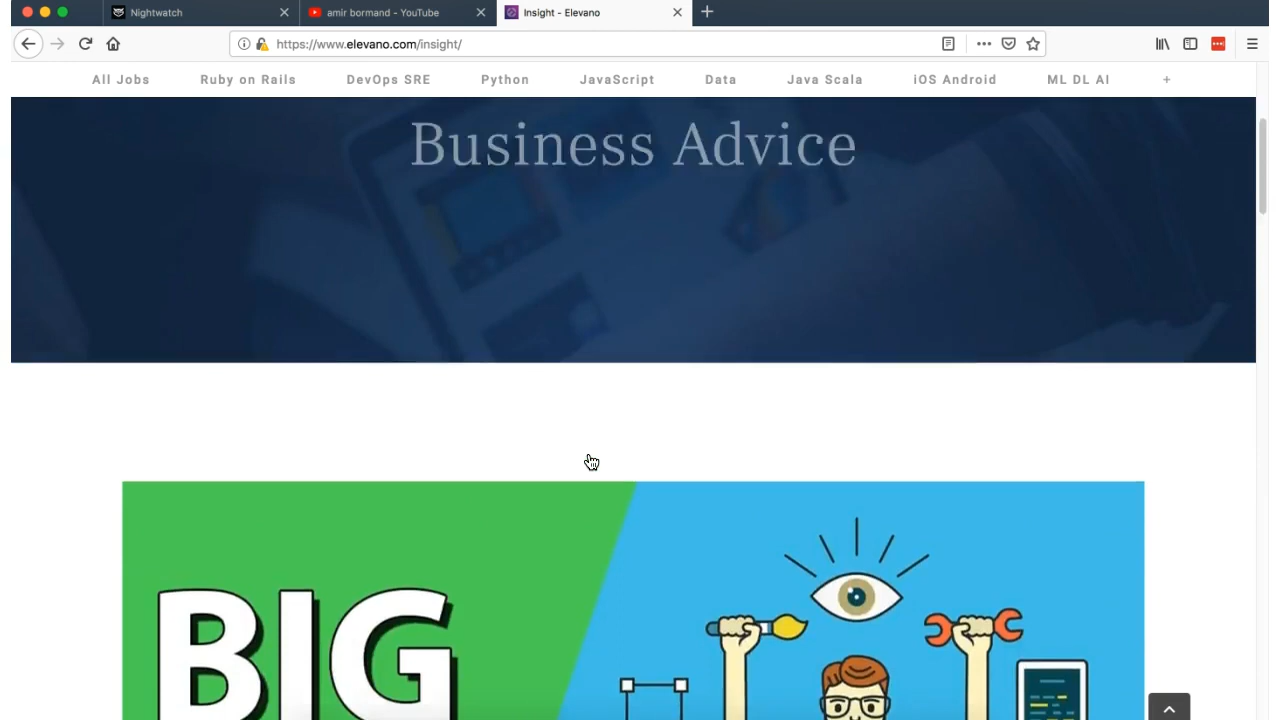 Nightwatch
amir bormand - YouTube
Insight - Elevano
https://www.elevano.com/insight/
All Jobs
Ruby on Rails
DevOps SRE
Python
JavaScript
Data
Java Scala
iOS Android
ML DL AI
+
Business Advice
BIG